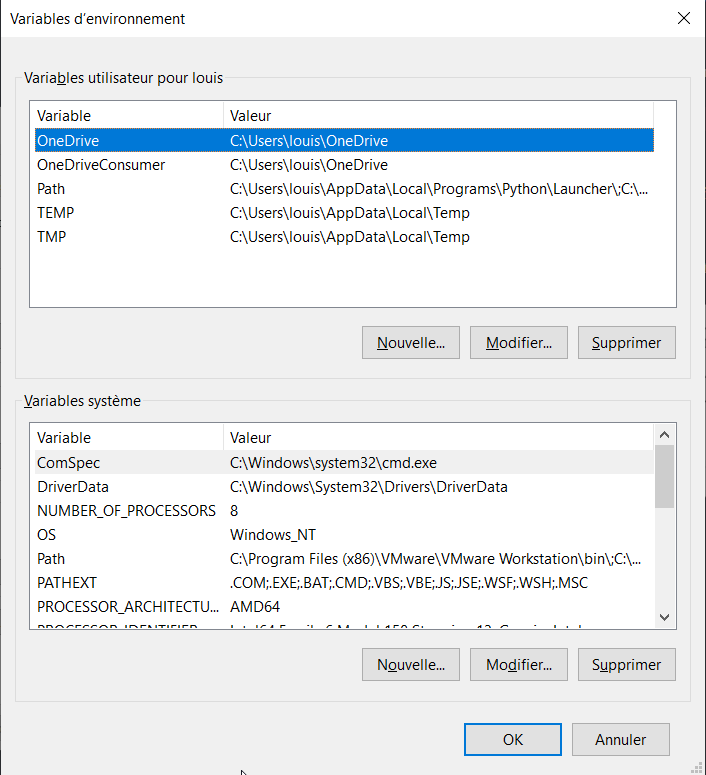 Variables d'environnement
Variables utilisateur pour louis
Variable Valeur
OneDrive C:\Users\louis\OneDrive
OneDriveConsumer C:\Users\louis\OneDrive
Path C:\Users\louis\AppData\Local\Programs\Python\Launcher\;C:\...
TEMP C:\Users\louis\AppData\Local\Temp
TMP C:\Users\louis\AppData\Local\Temp
Nouvelle... Modifier... Supprimer
Variables système
Variable Valeur
ComSpec C:\Windows\system32\cmd.exe
DriverData C:\Windows\System32\Drivers\DriverData
NUMBER_OF_PROCESSORS 8
OS Windows_NT
Path C:\Program Files (x86)\VMware\VMware Workstation\bin\;C:\...
PATHEXT .COM;.EXE;.BAT;.CMD;.VBS;.VBE;.JS;.JSE;.WSF;.WSH;.MSC
PROCESSOR_ARCHITECTU... AMD64
Nouvelle... Modifier... Supprimer
OK Annuler